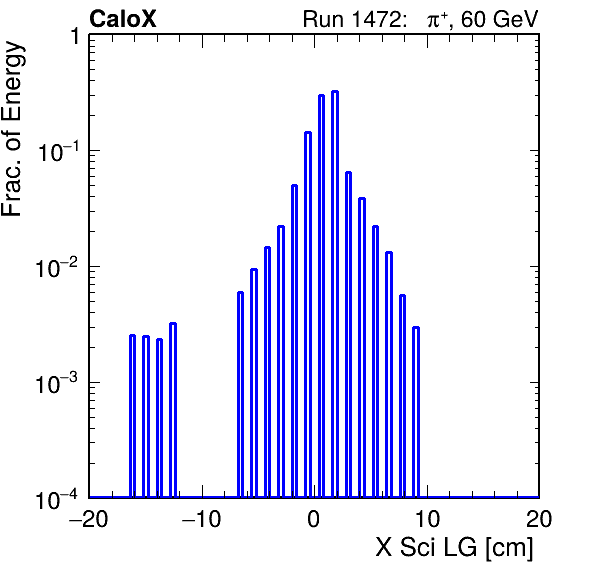 CaloX Run 1472: π⁺, 60 GeV
Frac. of Energy
1
10⁻¹
10⁻²
10⁻³
10⁻⁴
−20 −10 0 10 20
X Sci LG [cm]